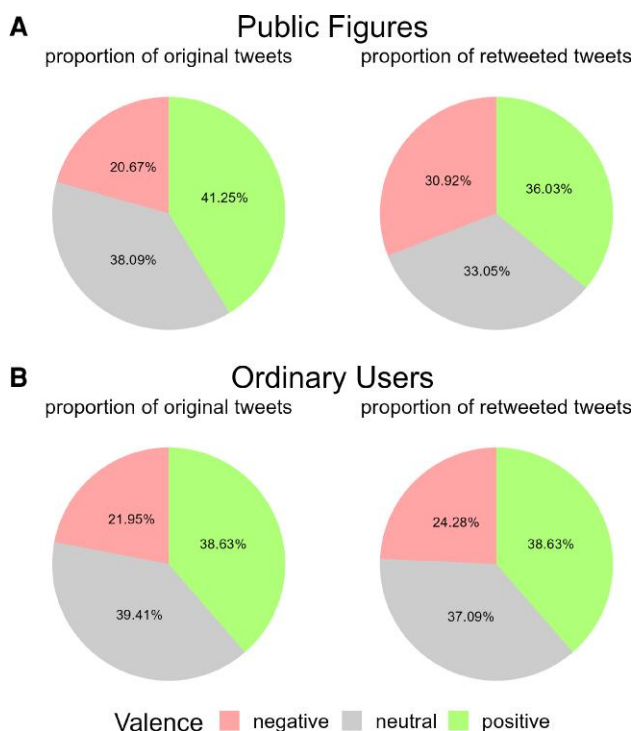 A Public Figures
proportion of original tweets proportion of retweeted tweets
20.67% 41.25% 38.09%
30.92% 36.03% 33.05%
B Ordinary Users
proportion of original tweets proportion of retweeted tweets
21.95% 38.63% 39.41%
24.28% 38.63% 37.09%
Valence negative neutral positive